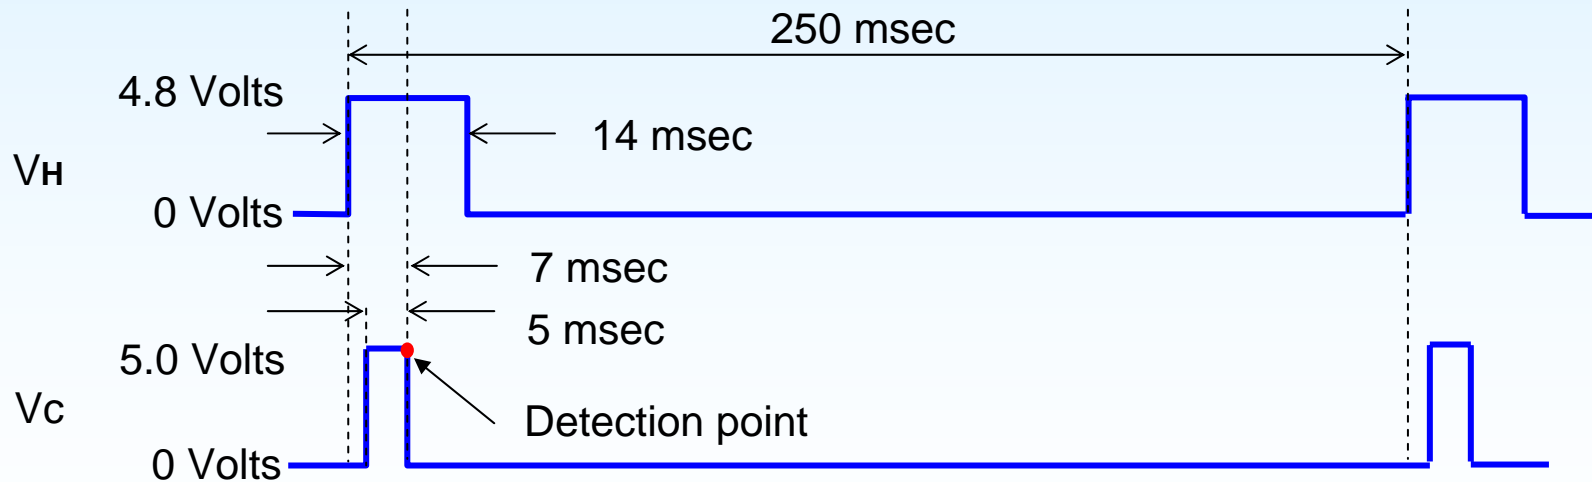 250 msec
4.8 Volts
14 msec
VH
0 Volts
7 msec
5 msec
5.0 Volts
Vc
Detection point
0 Volts